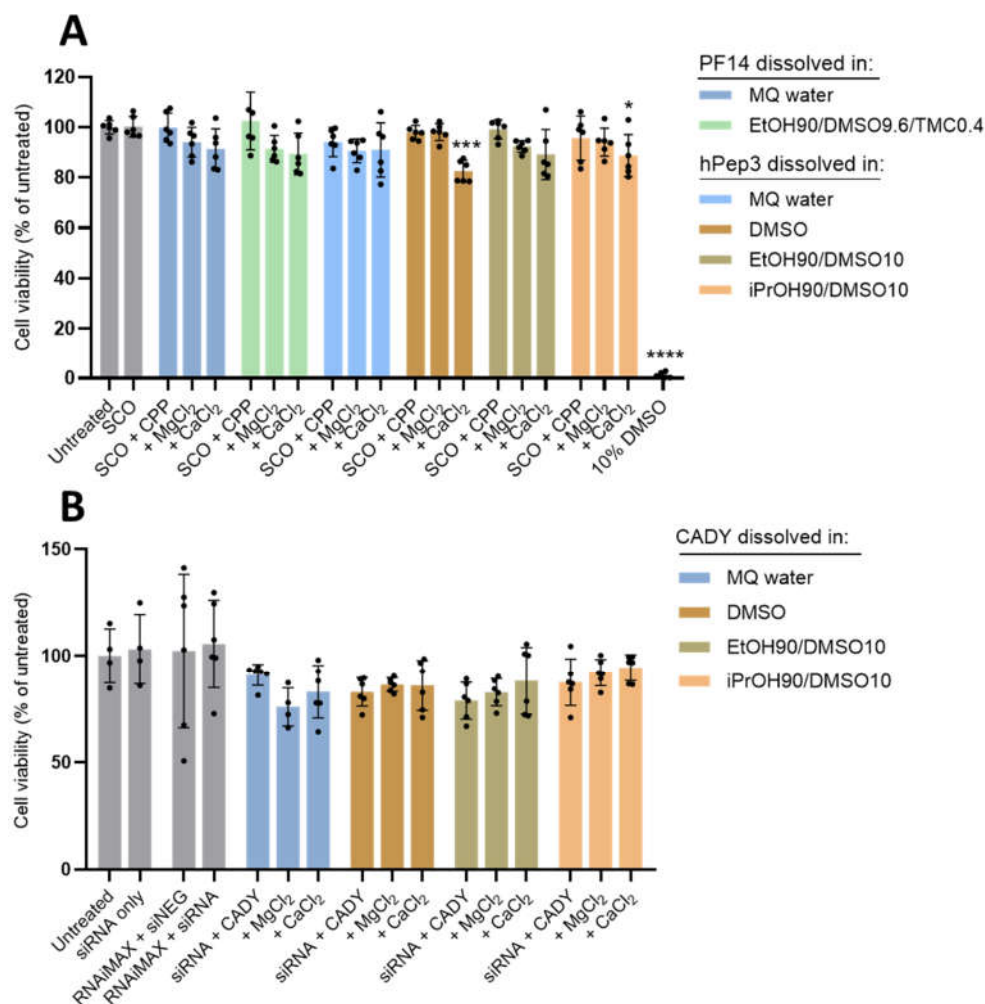 A
Cell viability (% of untreated)
120
100
80
60
40
20
0
***
*
****
Untreated
SCO
SCO + CPP
+ MgCl₂
+ CaCl₂
SCO + CPP
+ MgCl₂
+ CaCl₂
SCO + CPP
+ MgCl₂
+ CaCl₂
SCO + CPP
+ MgCl₂
+ CaCl₂
SCO + CPP
+ MgCl₂
+ CaCl₂
SCO + CPP
+ MgCl₂
+ CaCl₂
10% DMSO
PF14 dissolved in:
MQ water
EtOH90/DMSO9.6/TMC0.4
hPep3 dissolved in:
MQ water
DMSO
EtOH90/DMSO10
iPrOH90/DMSO10
B
Cell viability (% of untreated)
150
100
50
0
Untreated
siRNA only
RNAiMAX + siNEG
RNAiMAX + siRNA
siRNA + CADY
+ MgCl₂
+ CaCl₂
siRNA + CADY
+ MgCl₂
+ CaCl₂
siRNA + CADY
+ MgCl₂
+ CaCl₂
siRNA + CADY
+ MgCl₂
+ CaCl₂
CADY dissolved in:
MQ water
DMSO
EtOH90/DMSO10
iPrOH90/DMSO10